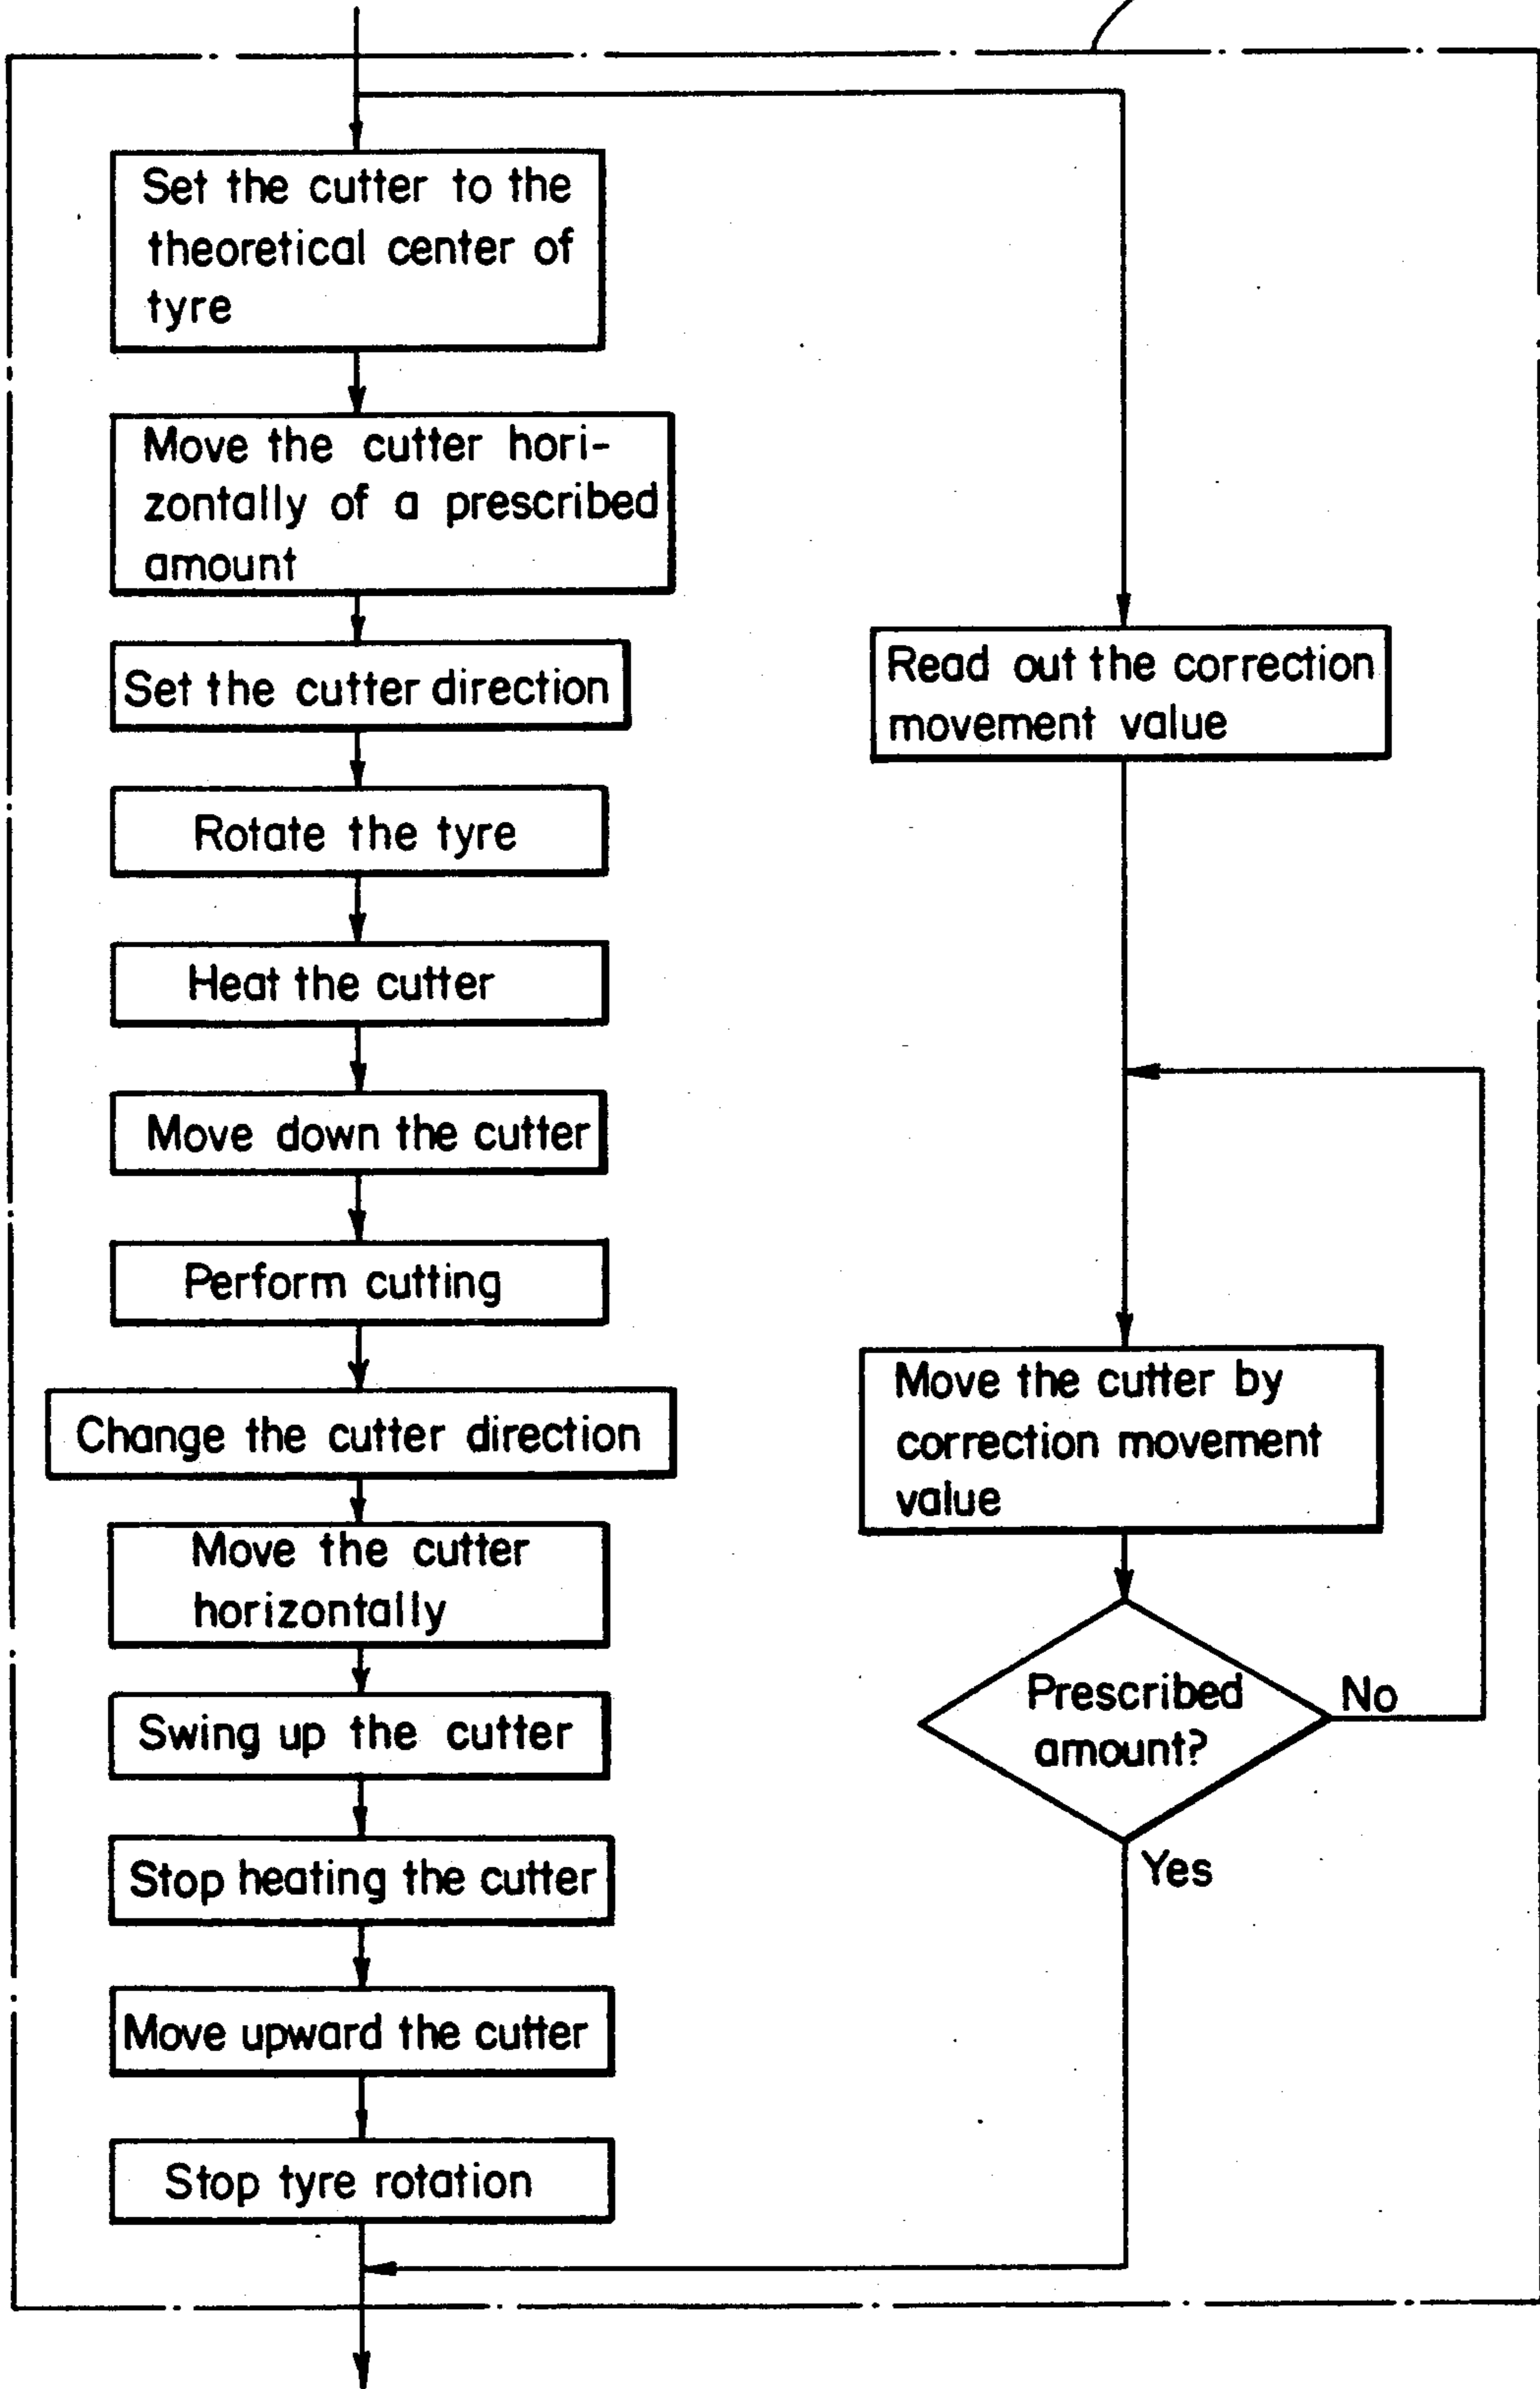 Set the cutter to the
theoretical center of
tyre
Move the cutter hori-
zontally of a prescribed
amount
Set the cutter direction
Rotate the tyre
Heat the cutter
Move down the cutter
Perform cutting
Change the cutter direction
Move the cutter
horizontally
Swing up the cutter
Stop heating the cutter
Move upward the cutter
Stop tyre rotation
Read out the correction
movement value
Move the cutter by
correction movement
value
Prescribed
amount?
No
Yes